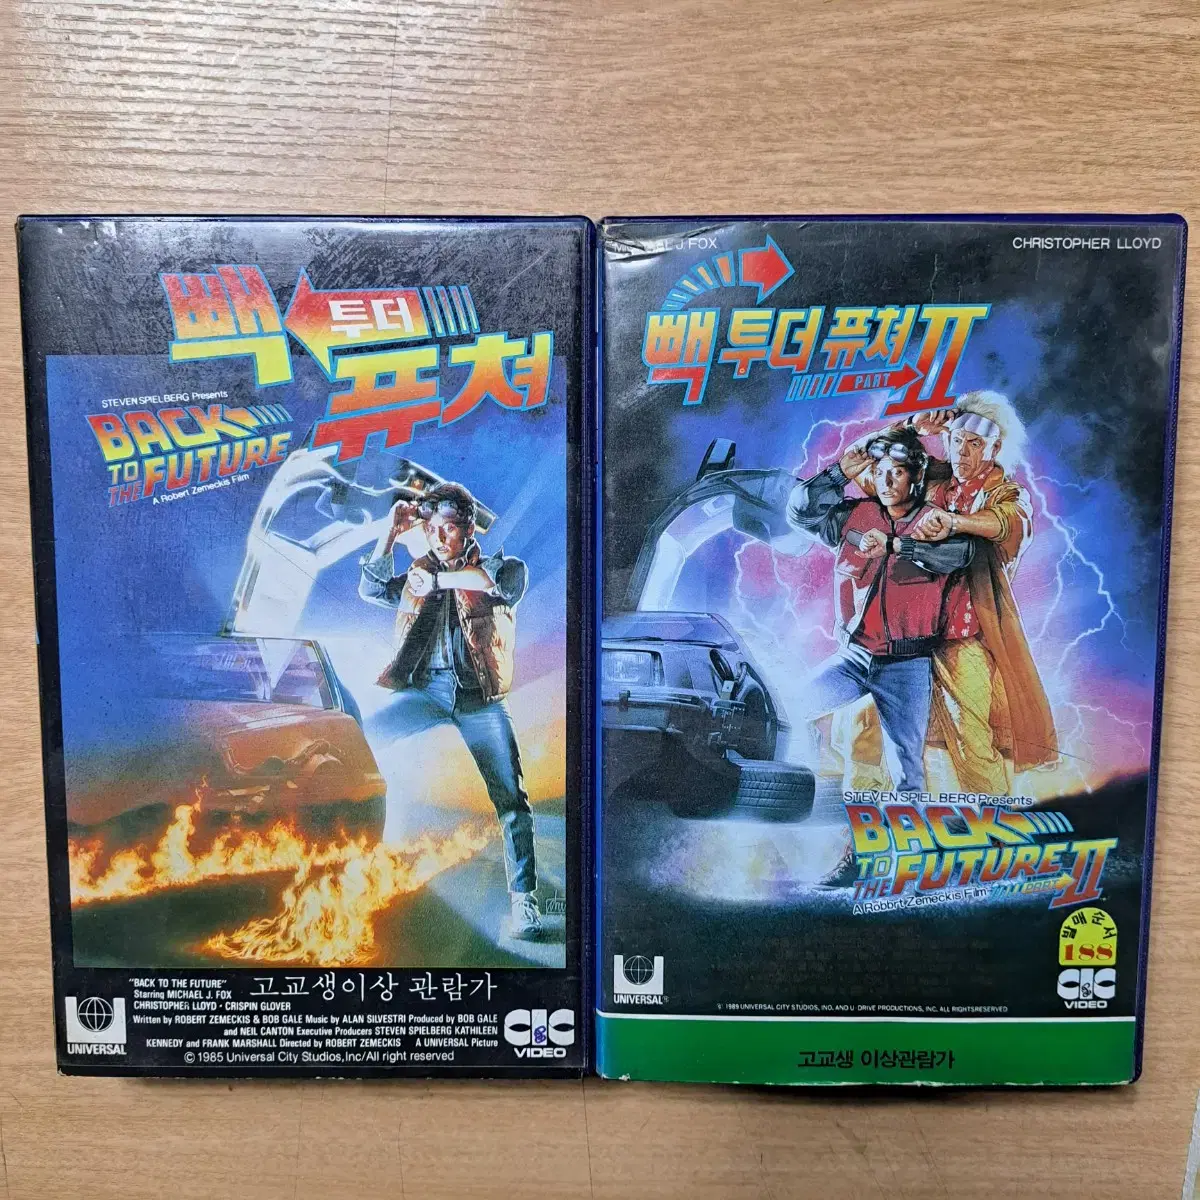 빽 투더
퓨쳐
STEVEN SPIELBERG Presents
BACK
TO THE FUTURE
A Robert Zemeckis Film
"BACK TO THE FUTURE"
고교생이상 관람가
Starring MICHAEL J. FOX
CHRISTOPHER LLOYD · CRISPIN GLOVER
Written by ROBERT ZEMECKIS & BOB GALE Music by ALAN SILVESTRI Produced by BOB GALE
and NEIL CANTON Executive Producers STEVEN SPIELBERG KATHLEEN
KENNEDY and FRANK MARSHALL Directed by ROBERT ZEMECKIS A UNIVERSAL Picture
© 1985 Universal City Studios,Inc/All right reserved
UNIVERSAL
CIC
VIDEO
J FOX
CHRISTOPHER LLOYD
빽 투더 퓨쳐 II
PART
STEVEN SPIEL BERG Presents
BACK
TO THE FUTURE
PART II
A Robbrt Zemeckis Film
발매순서
188
UNIVERSAL®
CIC
VIDEO
1989 UNIVERSAL CITY STUDIOS, INC. AND U DRIVE PRODUCTIONS, INC. ALL RIGHTSRESERVED
고교생 이상관람가